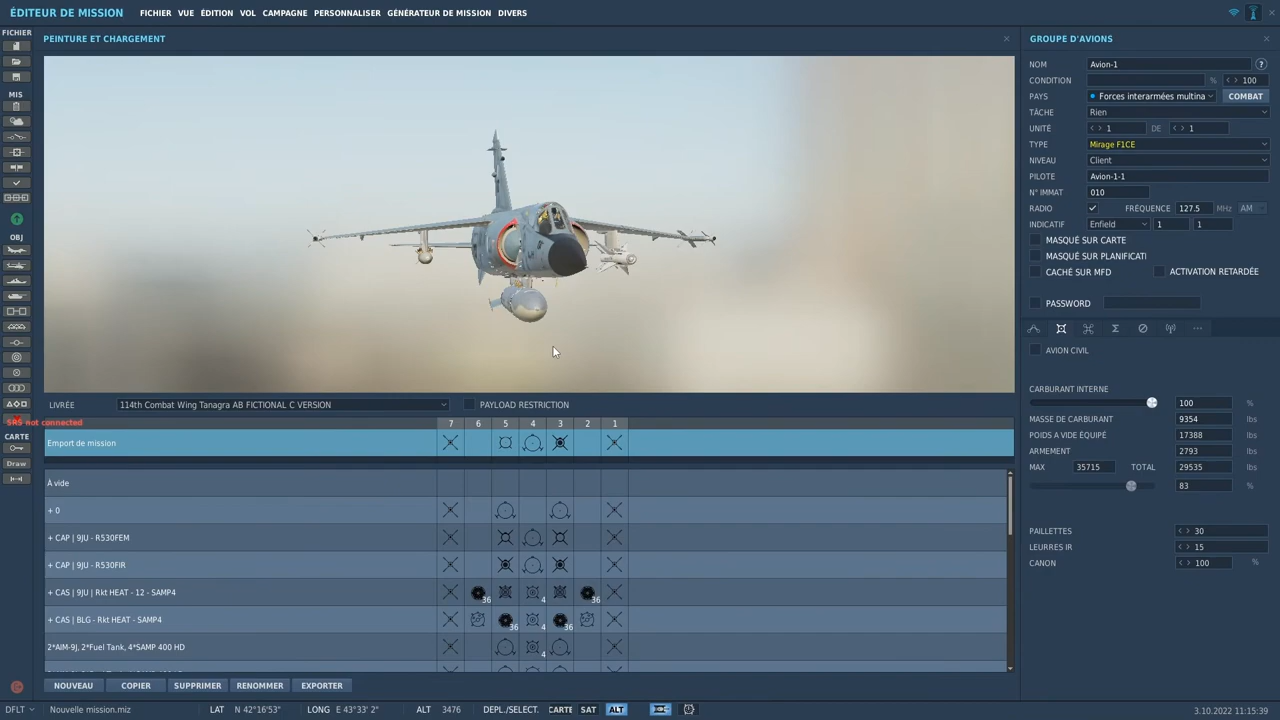 ÉDITEUR DE MISSION FICHIER VUE ÉDITION VOL CAMPAGNE PERSONNALISER GÉNÉRATEUR DE MISSION DIVERS
FICHIER
MIS
OBJ
SRS not connected
CARTE
Draw
PEINTURE ET CHARGEMENT
LIVRÉE 114th Combat Wing Tanagra AB FICTIONAL C VERSION PAYLOAD RESTRICTION
7 6 5 4 3 2 1
Emport de mission
À vide
+ 0
+ CAP | 9JU - R530FEM
+ CAP | 9JU - R530FIR
+ CAS | 9JU | Rkt HEAT - 12 - SAMP4 36 4 36
+ CAS | BLG - Rkt HEAT - SAMP4 36 4 36
2*AIM-9J, 2*Fuel Tank, 4*SAMP 400 HD 4
NOUVEAU COPIER SUPPRIMER RENOMMER EXPORTER
GROUPE D'AVIONS
NOM Avion-1 ?
CONDITION % < > 100
PAYS Forces interarmées multina COMBAT
TÂCHE Rien
UNITÉ < > 1 DE < > 1
TYPE Mirage F1CE
NIVEAU Client
PILOTE Avion-1-1
N° IMMAT 010
RADIO FRÉQUENCE 127.5 MHz AM
INDICATIF Enfield 1 1
MASQUÉ SUR CARTE
MASQUÉ SUR PLANIFICATI
CACHÉ SUR MFD ACTIVATION RETARDÉE
PASSWORD
AVION CIVIL
CARBURANT INTERNE
100 %
MASSE DE CARBURANT 9354 lbs
POIDS A VIDE ÉQUIPÉ 17388 lbs
ARMEMENT 2793 lbs
MAX 35715 TOTAL 29535 lbs
83 %
PAILLETTES < > 30
LEURRES IR < > 15
CANON < > 100 %
DFLT Nouvelle mission.miz LAT N 42°16'53" LONG E 43°33' 2" ALT 3476 DEPL./SELECT. CARTE SAT ALT 3.10.2022 11:15:39